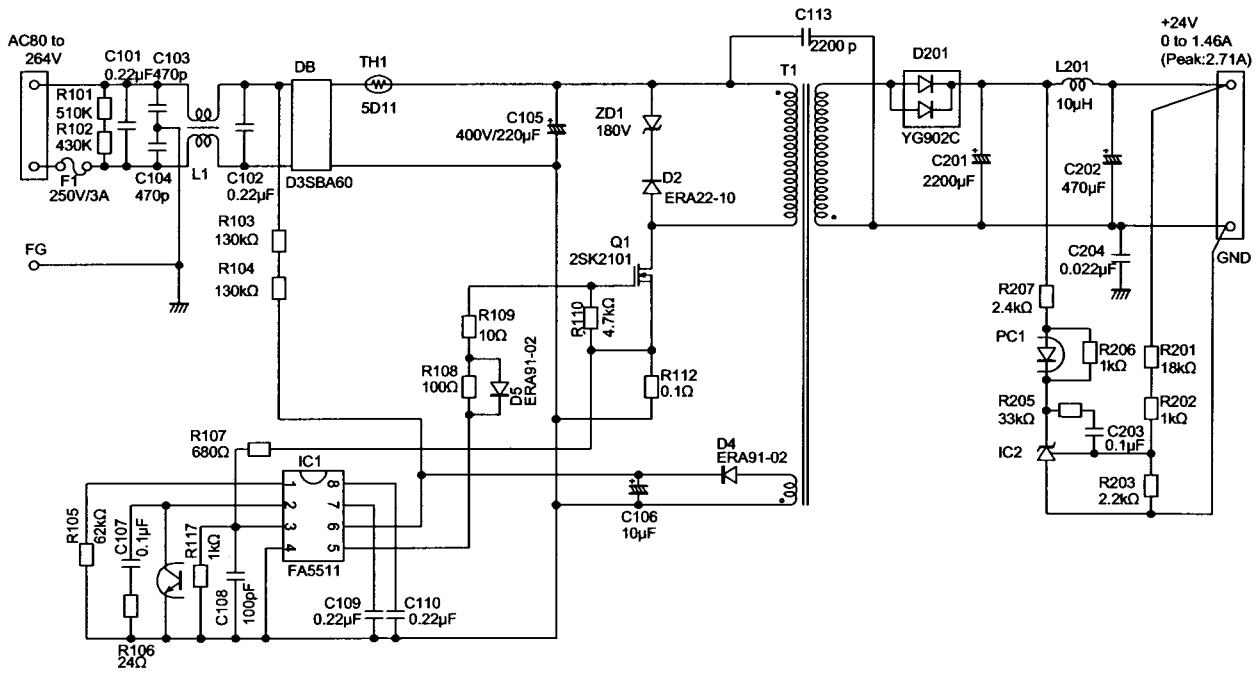 C113
2200 p
+24V
0 to 1.46A
(Peak:2.71A)
AC80 to
264V
C101
0.22µF
C103
470p
DB
TH1
5D11
T1
D201
YG902C
L201
10µH
R101
510K
R102
430K
F1
250V/3A
C104
470p
L1
C102
0.22µF
D3SBA60
C105
400V/220µF
+
ZD1
180V
D2
ERA22-10
C201
2200µF
+
C202
470µF
+
FG
R103
130kΩ
R104
130kΩ
Q1
2SK2101
C204
0.022µF
GND
R109
10Ω
R110
4.7kΩ
R207
2.4kΩ
PC1
R206
1kΩ
R201
18kΩ
R108
100Ω
D5
ERA91-02
R112
0.1Ω
R205
33kΩ
R202
1kΩ
C203
0.1µF
IC2
R203
2.2kΩ
R107
680Ω
D4
ERA91-02
IC1
1
2
3
4
8
7
6
5
FA5511
+
C106
10µF
R105
62kΩ
C107
0.1µF
R117
1kΩ
C108
100pF
C109
0.22µF
C110
0.22µF
R106
24Ω